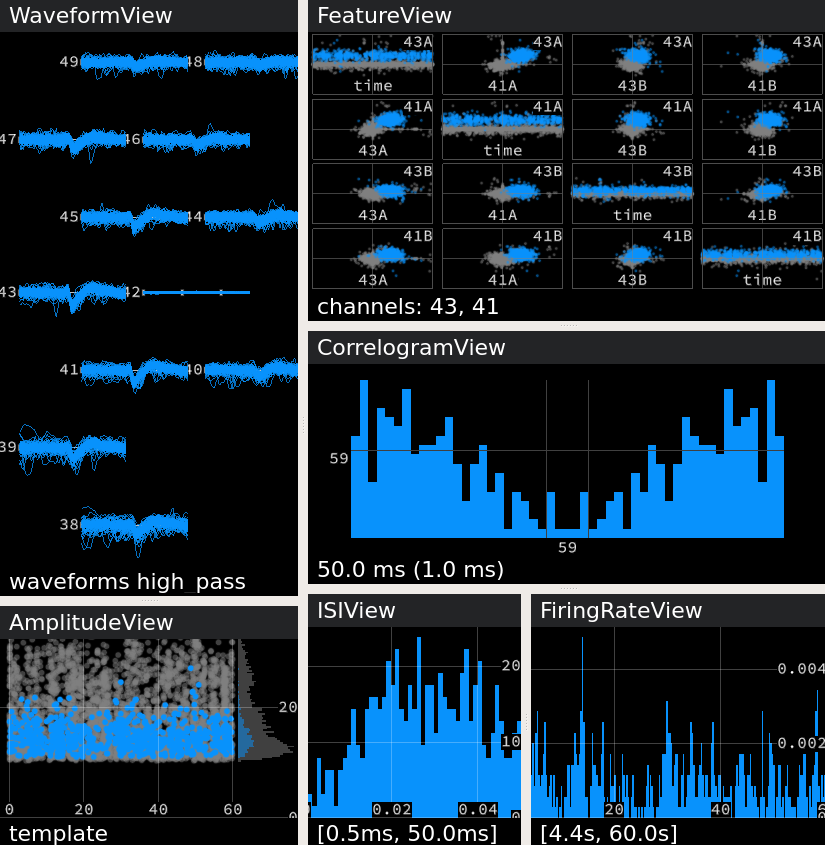 WaveformView
49 48
47 46
45 44
43 42
41 40
39
38
waveforms high_pass
FeatureView
43A 43A 43A 43A
time 41A 43B 41B
41A 41A 41A 41A
43A time 43B 41B
43B 43B 43B 43B
43A 41A time 41B
41B 41B 41B 41B
43A 41A 43B time
channels: 43, 41
CorrelogramView
59
59
50.0 ms (1.0 ms)
AmplitudeView
20
0 20 40 60 0
template
ISIView
20
10
0.02 0.04 0
[0.5ms, 50.0ms]
FiringRateView
0.004
0.002
20 40
[4.4s, 60.0s]